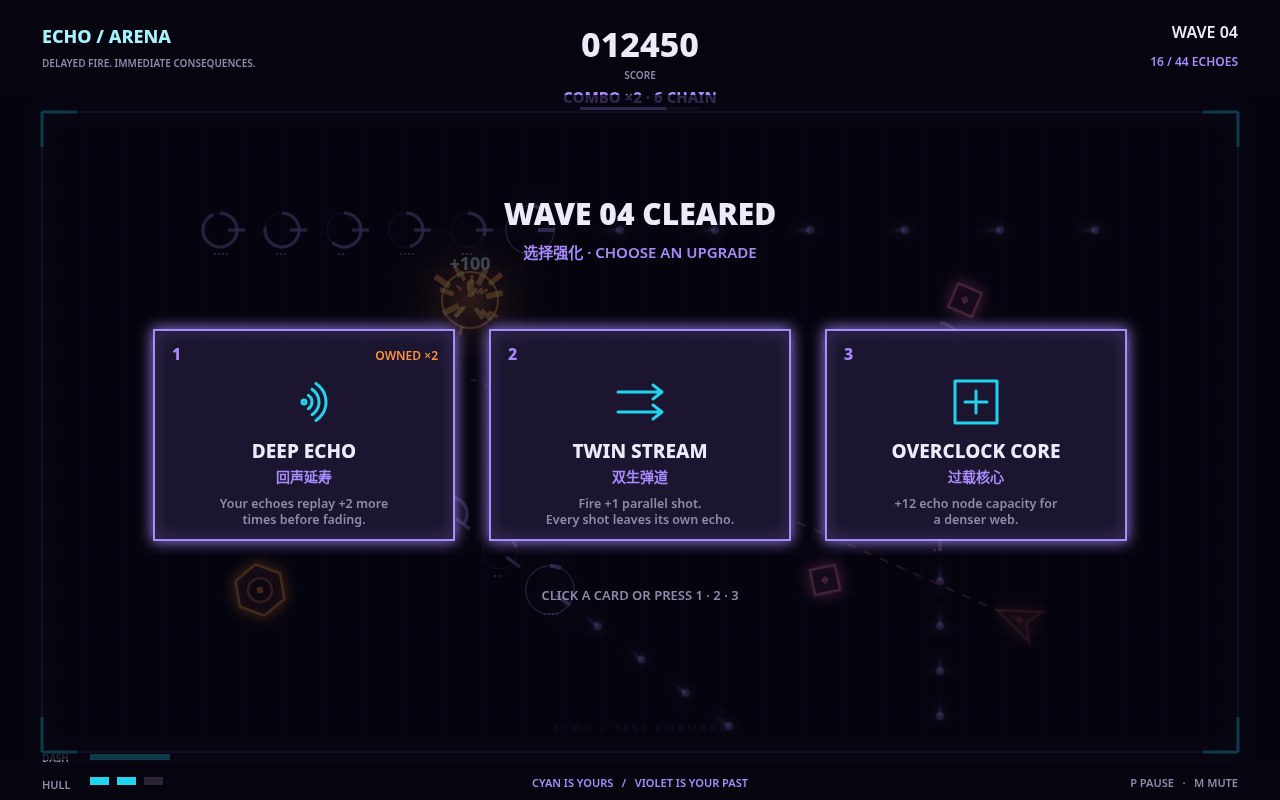 ECHO / ARENA
DELAYED FIRE. IMMEDIATE CONSEQUENCES.
012450
SCORE
COMBO ×2 · 6 CHAIN
WAVE 04
16 / 44 ECHOES
WAVE 04 CLEARED
选择强化 · CHOOSE AN UPGRADE
+100
1
OWNED ×2
DEEP ECHO
回声延寿
Your echoes replay +2 more
times before fading.
2
TWIN STREAM
双生弹道
Fire +1 parallel shot.
Every shot leaves its own echo.
3
OVERCLOCK CORE
过载核心
+12 echo node capacity for
a denser web.
CLICK A CARD OR PRESS 1 · 2 · 3
ECHO / TEST CHAMBER
DASH
HULL
CYAN IS YOURS / VIOLET IS YOUR PAST
P PAUSE · M MUTE